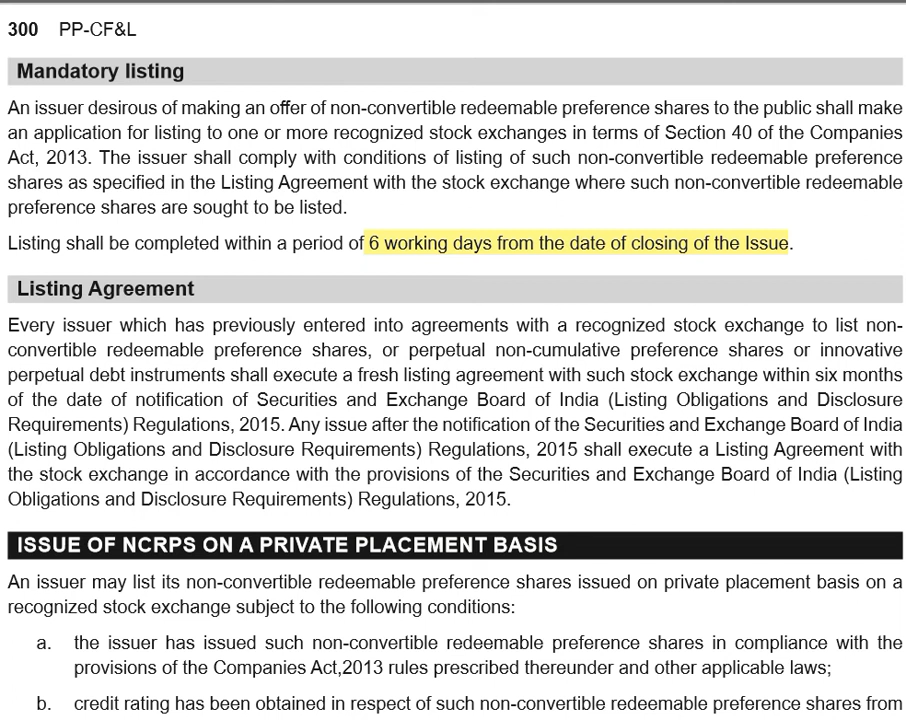 300 PP-CF&L
Mandatory listing
An issuer desirous of making an offer of non-convertible redeemable preference shares to the public shall make
an application for listing to one or more recognized stock exchanges in terms of Section 40 of the Companies
Act, 2013. The issuer shall comply with conditions of listing of such non-convertible redeemable preference
shares as specified in the Listing Agreement with the stock exchange where such non-convertible redeemable
preference shares are sought to be listed.
Listing shall be completed within a period of 6 working days from the date of closing of the Issue.
Listing Agreement
Every issuer which has previously entered into agreements with a recognized stock exchange to list non-
convertible redeemable preference shares, or perpetual non-cumulative preference shares or innovative
perpetual debt instruments shall execute a fresh listing agreement with such stock exchange within six months
of the date of notification of Securities and Exchange Board of India (Listing Obligations and Disclosure
Requirements) Regulations, 2015. Any issue after the notification of the Securities and Exchange Board of India
(Listing Obligations and Disclosure Requirements) Regulations, 2015 shall execute a Listing Agreement with
the stock exchange in accordance with the provisions of the Securities and Exchange Board of India (Listing
Obligations and Disclosure Requirements) Regulations, 2015.
ISSUE OF NCRPS ON A PRIVATE PLACEMENT BASIS
An issuer may list its non-convertible redeemable preference shares issued on private placement basis on a
recognized stock exchange subject to the following conditions:
a. the issuer has issued such non-convertible redeemable preference shares in compliance with the
provisions of the Companies Act,2013 rules prescribed thereunder and other applicable laws;
b. credit rating has been obtained in respect of such non-convertible redeemable preference shares from